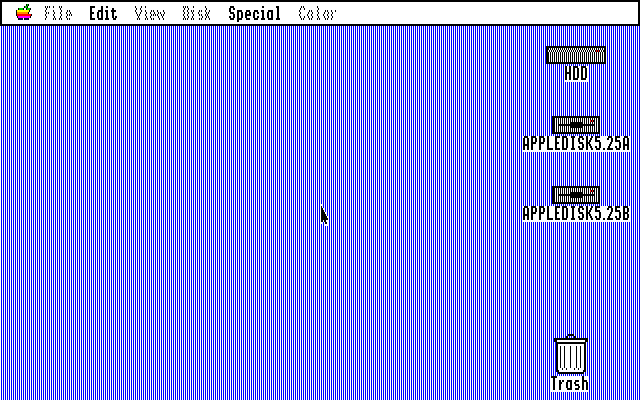 File Edit View Disk Special Color
HDD
APPLEDISK5.25A
APPLEDISK5.25B
Trash